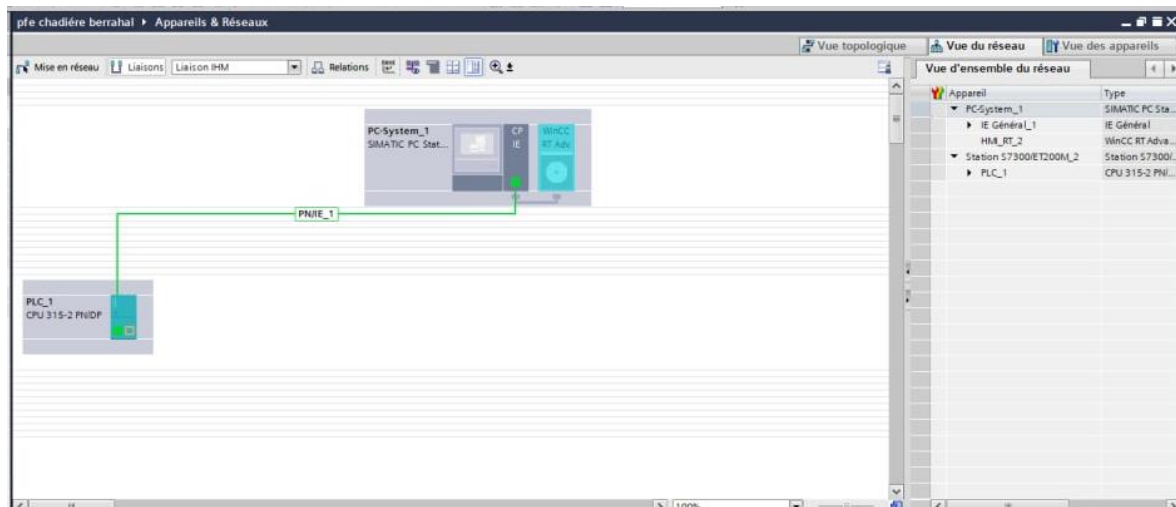 pfe chadiére berrahal ▸ Appareils & Réseaux
Vue topologique Vue du réseau Vue des appareils
Mise en réseau Liaisons Liaison IHM Relations
Vue d'ensemble du réseau
Appareil Type
PC-System_1 SIMATIC PC Sta...
IE Général_1 IE Général
HMI_RT_2 WinCC RT Adva...
Station S7300/ET200M_2 Station S7300/...
PLC_1 CPU 315-2 PN/...
PC-System_1
SIMATIC PC Stat...
CP
IE
WinCC
RT Adv
PN/IE_1
PLC_1
CPU 315-2 PN/DP
100%